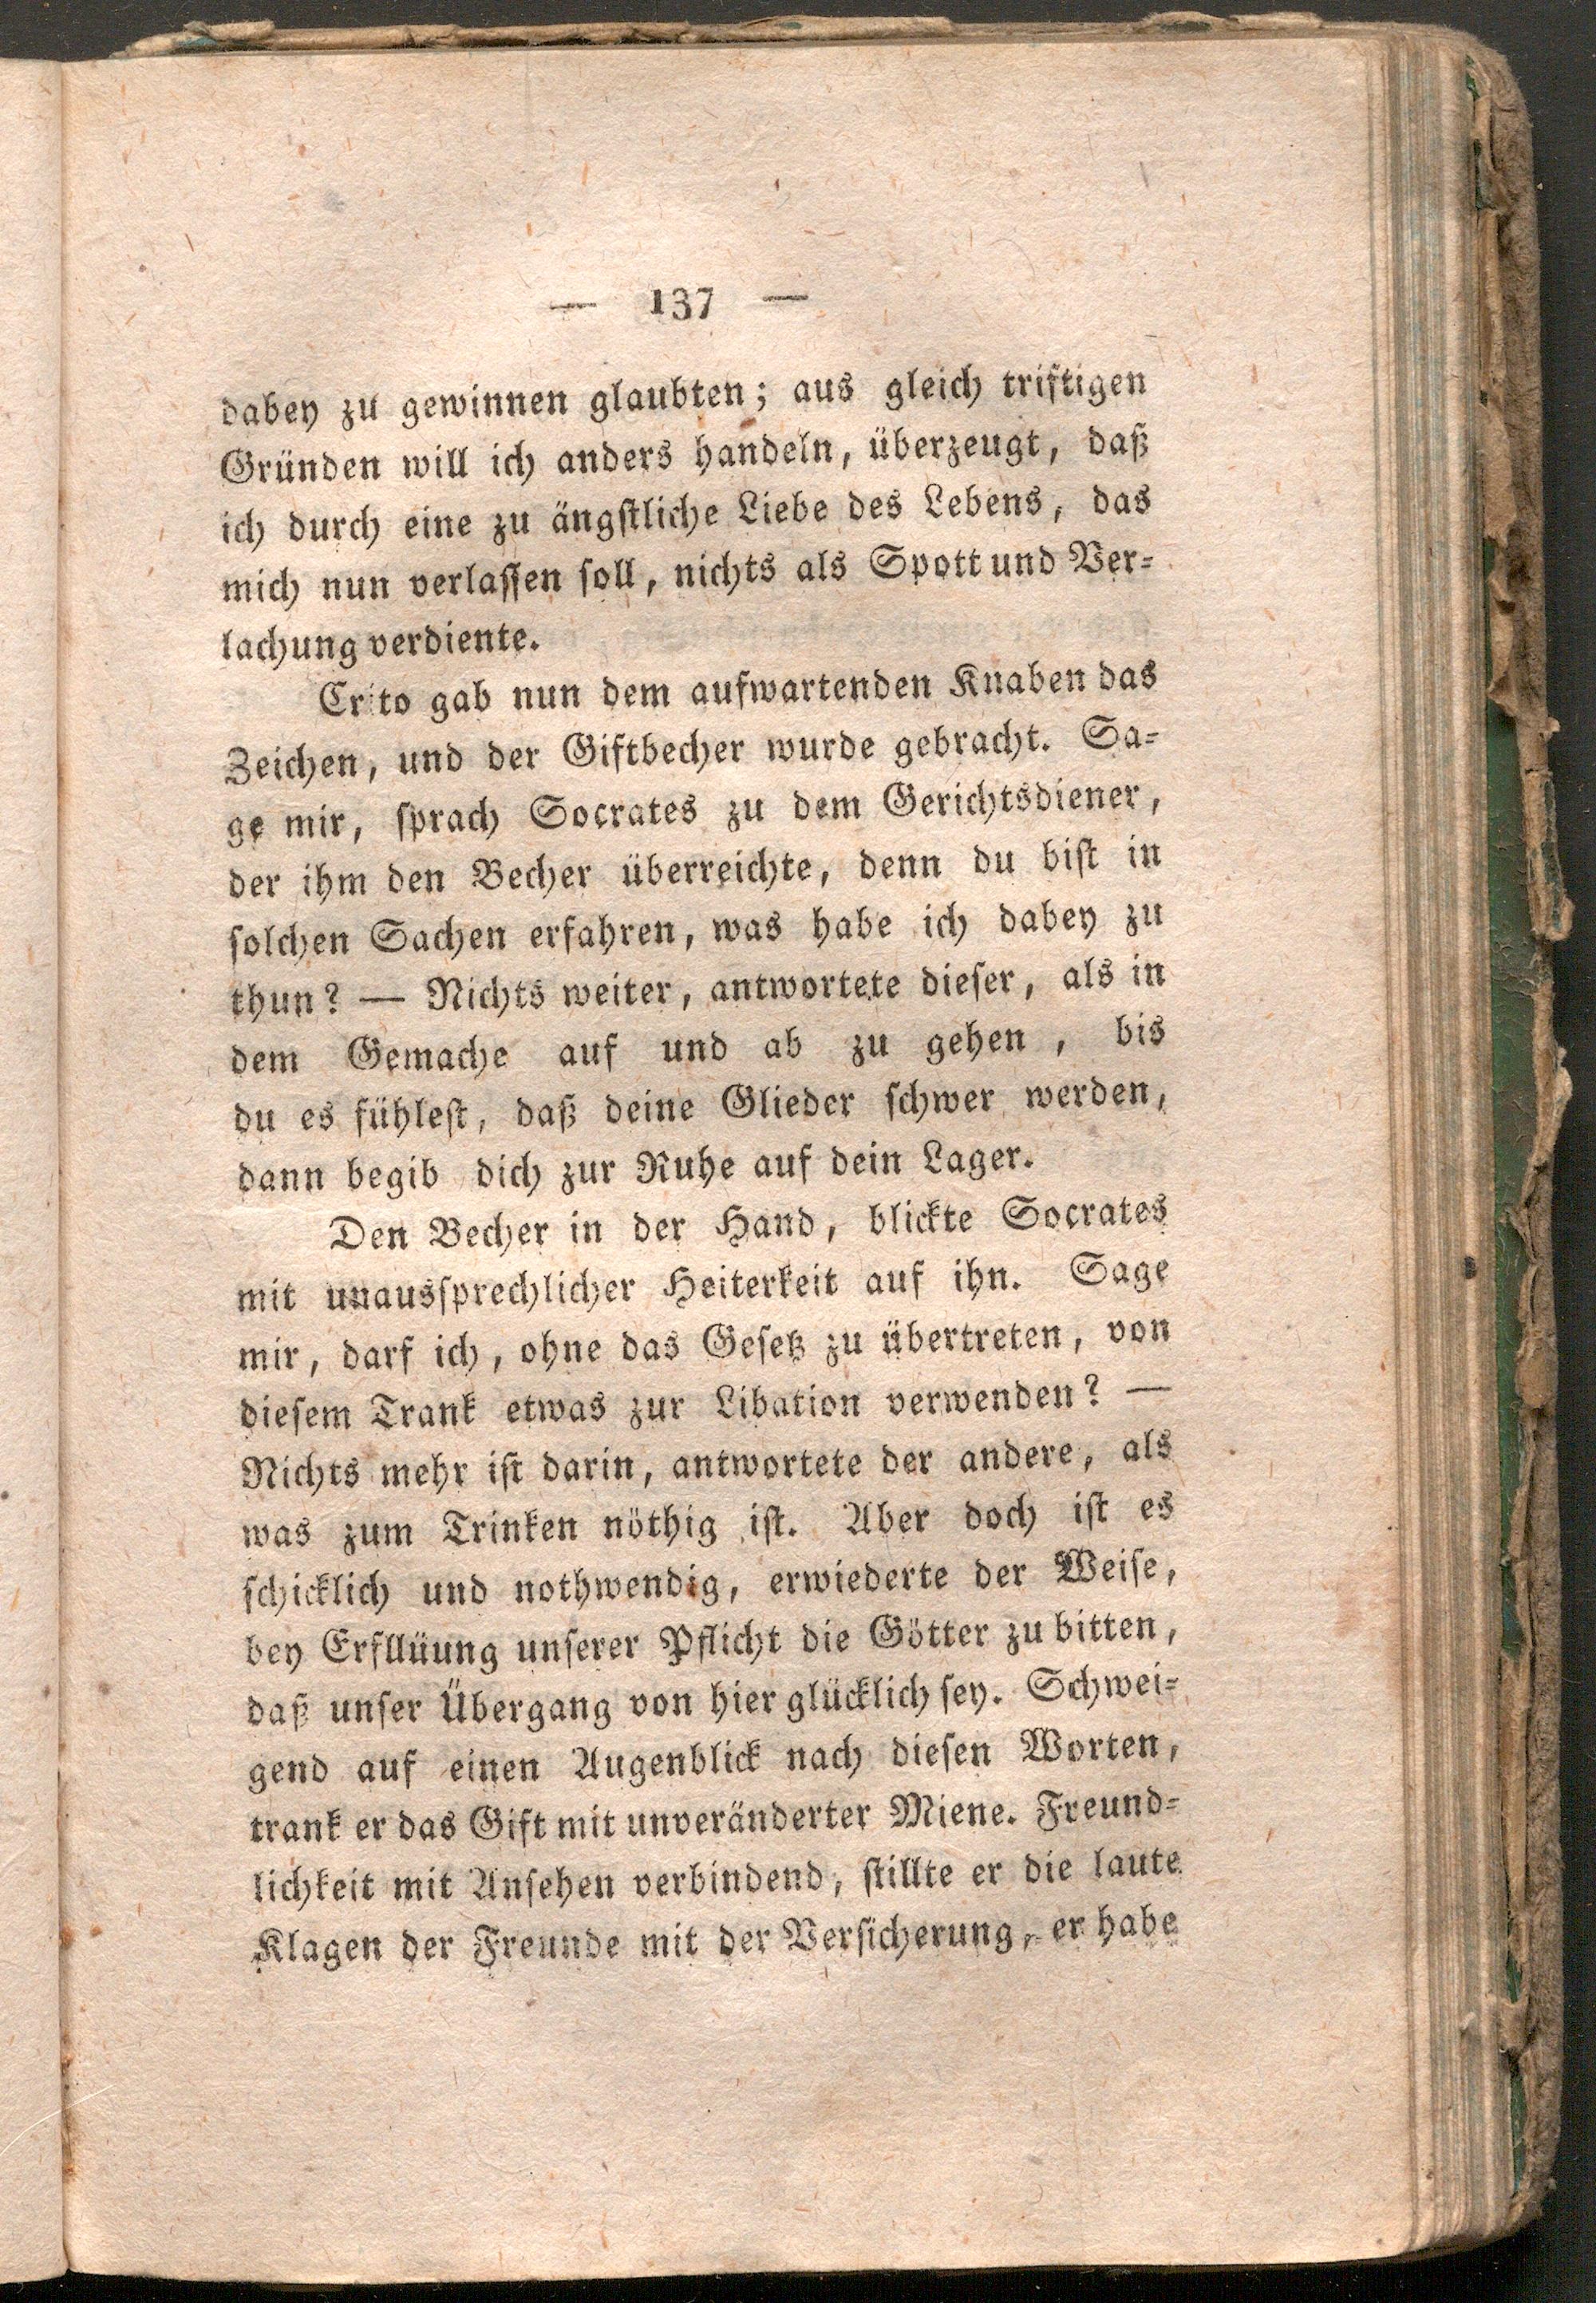 — 137 —
dabey zu gewinnen glaubten; aus gleich triftigen
Gründen will ich anders handeln, überzeugt, daß
ich durch eine zu ängstliche Liebe des Lebens, das
mich nun verlassen soll, nichts als Spott und Ver=
lachung verdiente.
Crito gab nun dem aufwartenden Knaben das
Zeichen, und der Giftbecher wurde gebracht. Sa=
ge mir, sprach Socrates zu dem Gerichtsdiener,
der ihm den Becher überreichte, denn du bist in
solchen Sachen erfahren, was habe ich dabey zu
thun? — Nichts weiter, antwortete dieser, als in
dem Gemache auf und ab zu gehen, bis
du es fühlest, daß deine Glieder schwer werden,
dann begib dich zur Ruhe auf dein Lager.
Den Becher in der Hand, blickte Socrates
mit unaussprechlicher Heiterkeit auf ihn. Sage
mir, darf ich, ohne das Gesetz zu übertreten, von
diesem Trank etwas zur Libation verwenden? —
Nichts mehr ist darin, antwortete der andere, als
was zum Trinken nöthig ist. Aber doch ist es
schicklich und nothwendig, erwiederte der Weise,
bey Erfllüung unserer Pflicht die Götter zu bitten,
daß unser Übergang von hier glücklich sey. Schwei=
gend auf einen Augenblick nach diesen Worten,
trank er das Gift mit unveränderter Miene. Freund=
lichkeit mit Ansehen verbindend, stillte er die laute
Klagen der Freunde mit der Versicherung, er habe